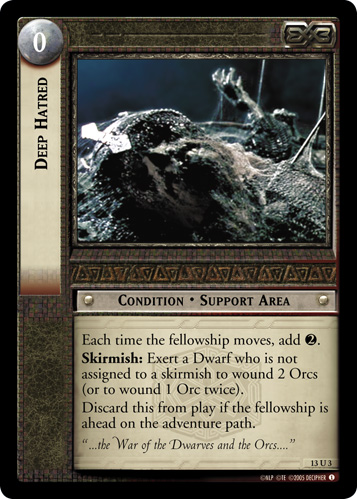 0
DEEP HATRED
CONDITION • SUPPORT AREA
Each time the fellowship moves, add ❷.
Skirmish: Exert a Dwarf who is not
assigned to a skirmish to wound 2 Orcs
(or to wound 1 Orc twice).
Discard this from play if the fellowship is
ahead on the adventure path.
“ ...the War of the Dwarves and the Orcs....”
13 U 3
©NLP ©TE ©2005 DECIPHER